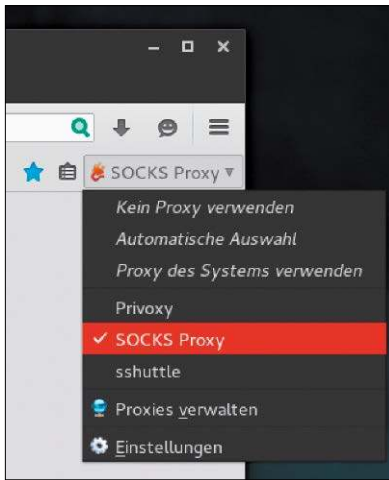 SOCKS Proxy
Kein Proxy verwenden
Automatische Auswahl
Proxy des Systems verwenden
Privoxy
SOCKS Proxy
sshuttle
Proxies verwalten
Einstellungen